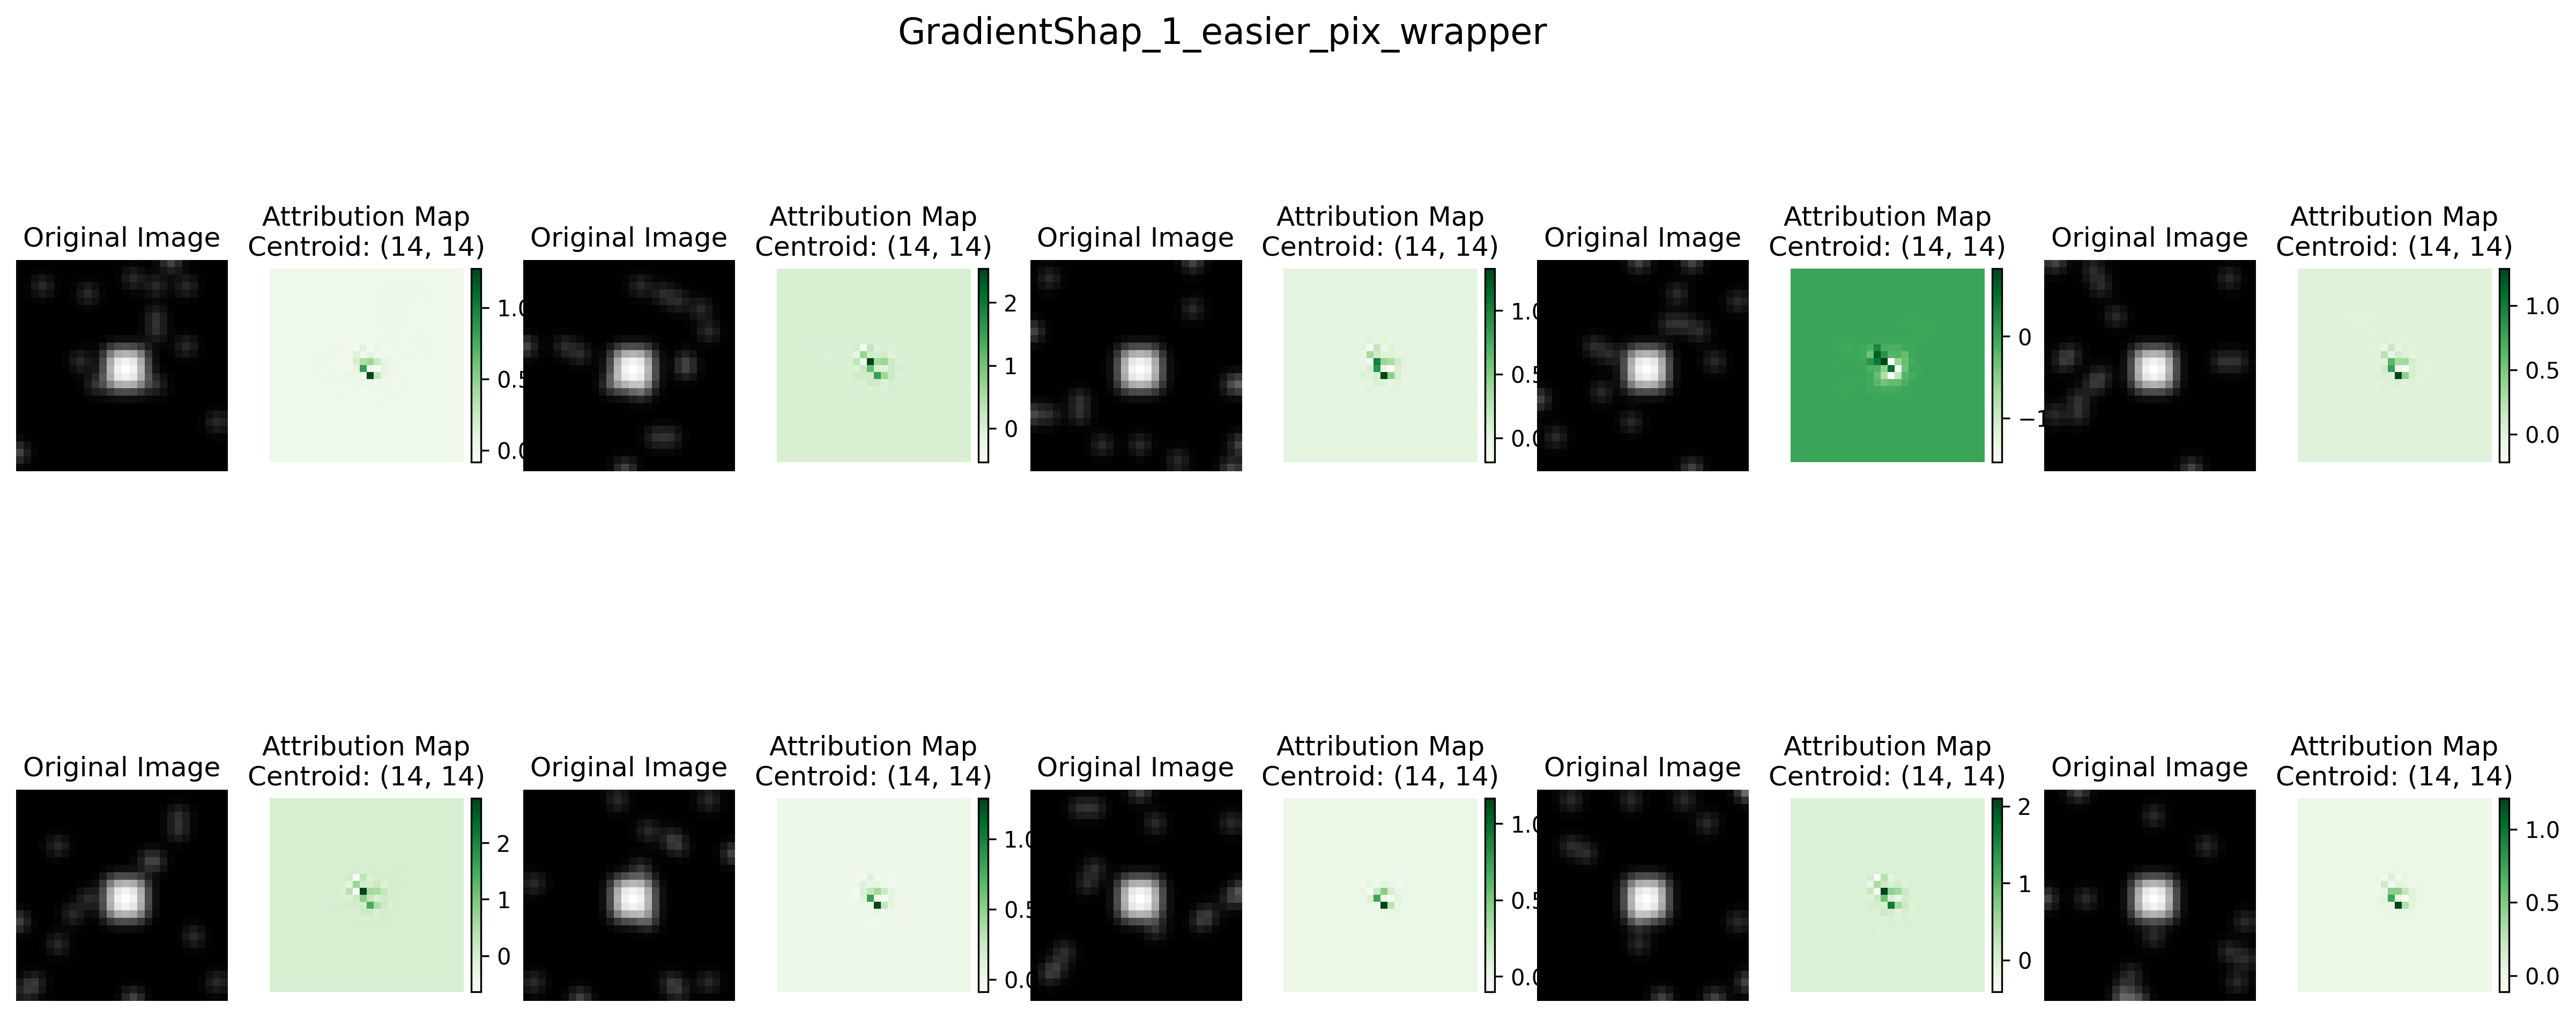 GradientShap_1_easier_pix_wrapper
Original Image
Attribution Map
Centroid: (14, 14)
1.0
0.5
0.0
Original Image
Attribution Map
Centroid: (14, 14)
2
1
0
Original Image
Attribution Map
Centroid: (14, 14)
1.0
0.5
0.0
Original Image
Attribution Map
Centroid: (14, 14)
0
−1
Original Image
Attribution Map
Centroid: (14, 14)
1.0
0.5
0.0
Original Image
Attribution Map
Centroid: (14, 14)
2
1
0
Original Image
Attribution Map
Centroid: (14, 14)
1.0
0.5
0.0
Original Image
Attribution Map
Centroid: (14, 14)
1.0
0.5
0.0
Original Image
Attribution Map
Centroid: (14, 14)
2
1
0
Original Image
Attribution Map
Centroid: (14, 14)
1.0
0.5
0.0